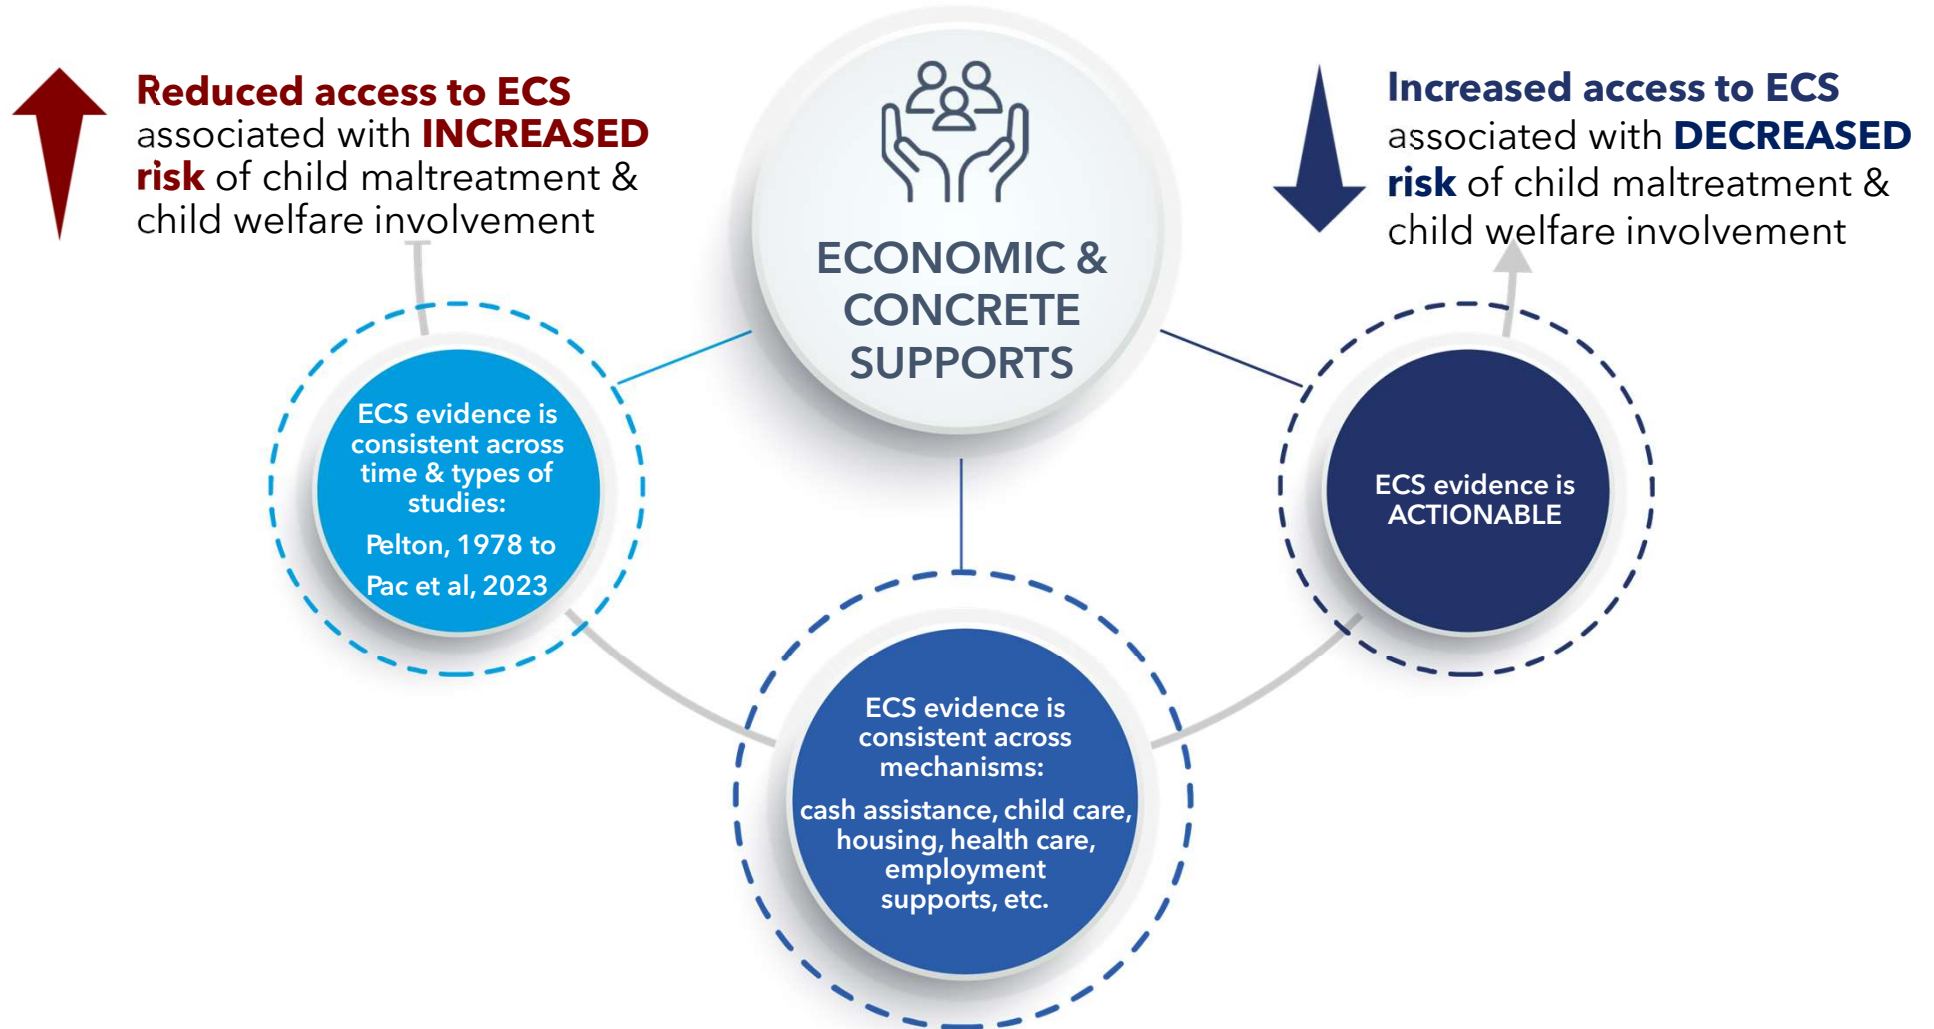 Reduced access to ECS
associated with INCREASED
risk of child maltreatment &
child welfare involvement
ECONOMIC &
CONCRETE
SUPPORTS
Increased access to ECS
associated with DECREASED
risk of child maltreatment &
child welfare involvement
ECS evidence is
consistent across
time & types of
studies:
Pelton, 1978 to
Pac et al, 2023
ECS evidence is
consistent across
mechanisms:
cash assistance, child care,
housing, health care,
employment
supports, etc.
ECS evidence is
ACTIONABLE